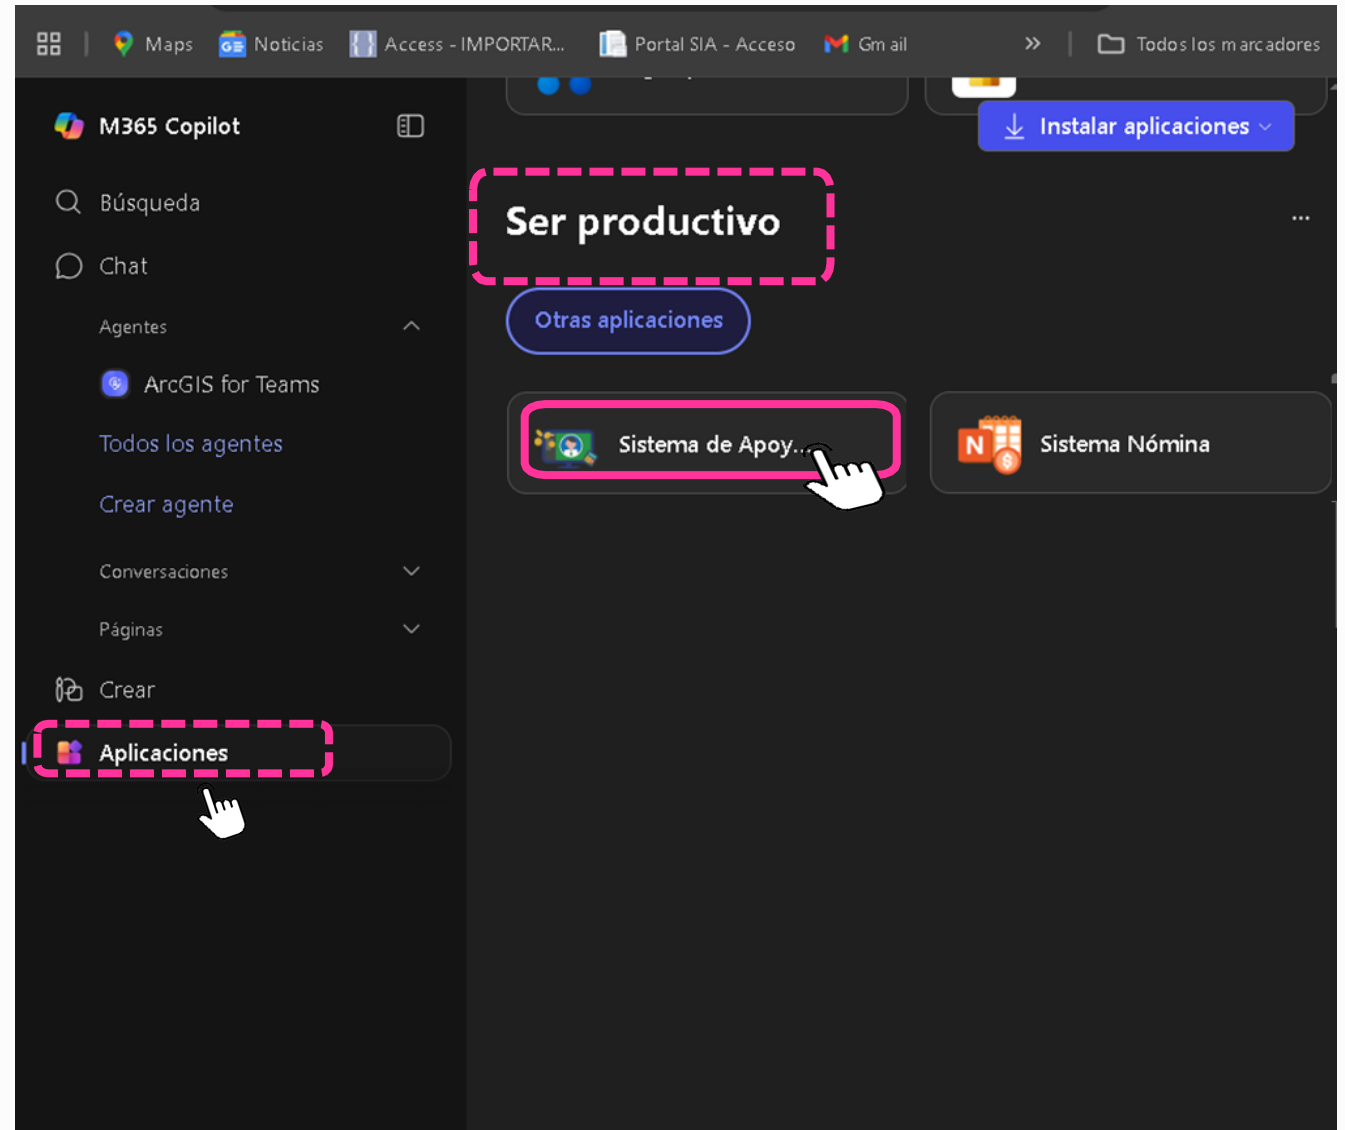 Maps
Noticias
Access - IMPORTAR...
Portal SIA - Acceso
Gmail
Todos los marcadores
M365 Copilot
Instalar aplicaciones
Búsqueda
Ser productivo
Chat
Agentes
Otras aplicaciones
ArcGIS for Teams
Todos los agentes
Sistema de Apoy...
N
Sistema Nómina
Crear agente
Conversaciones
Páginas
Crear
Aplicaciones